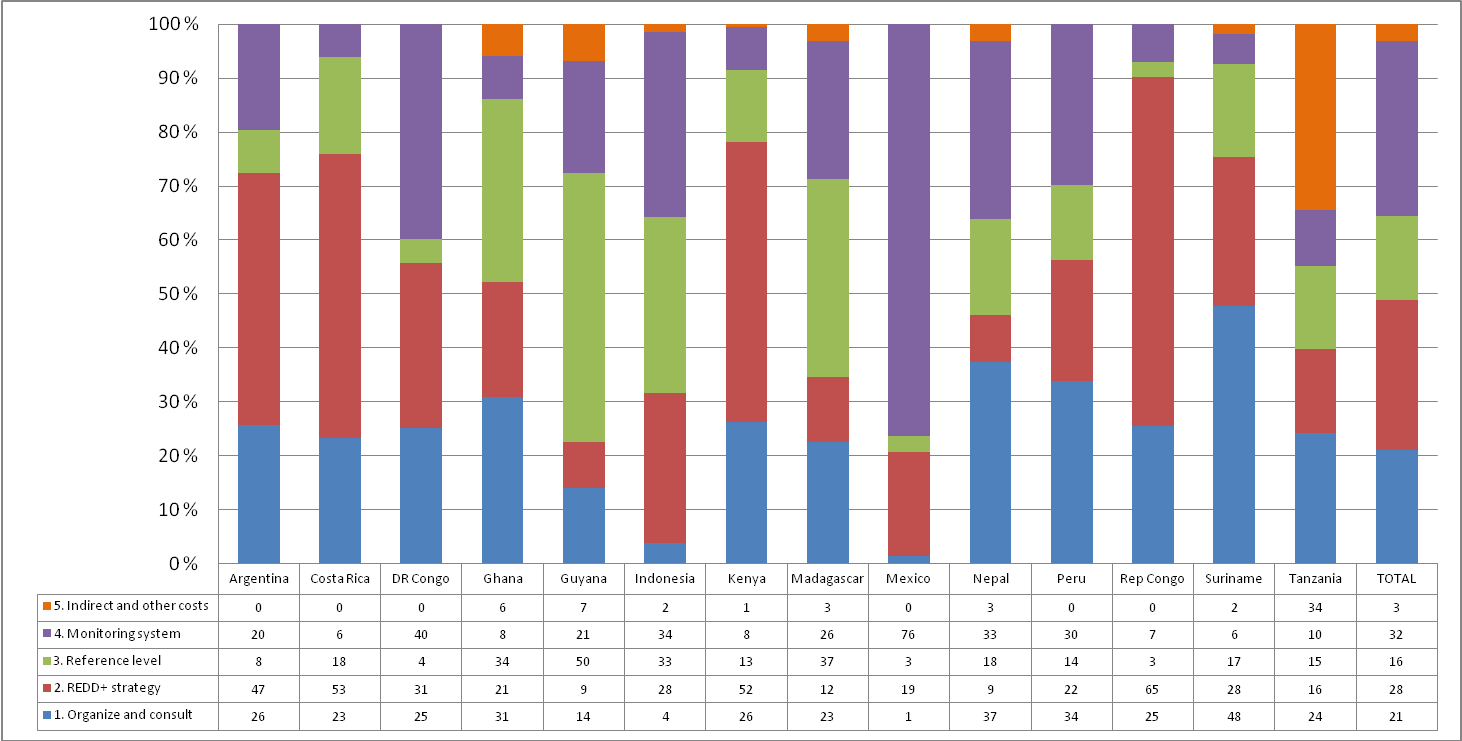 100 %
90 %
80 %
70 %
60 %
50 %
40 %
30 %
20 %
10 %
0 %
Argentina Costa Rica DR Congo Ghana Guyana Indonesia Kenya Madagascar Mexico Nepal Peru Rep Congo Suriname Tanzania TOTAL
5. Indirect and other costs 0 0 0 6 7 2 1 3 0 3 0 0 2 34 3
4. Monitoring system 20 6 40 8 21 34 8 26 76 33 30 7 6 10 32
3. Reference level 8 18 4 34 50 33 13 37 3 18 14 3 17 15 16
2. REDD+ strategy 47 53 31 21 9 28 52 12 19 9 22 65 28 16 28
1. Organize and consult 26 23 25 31 14 4 26 23 1 37 34 25 48 24 21